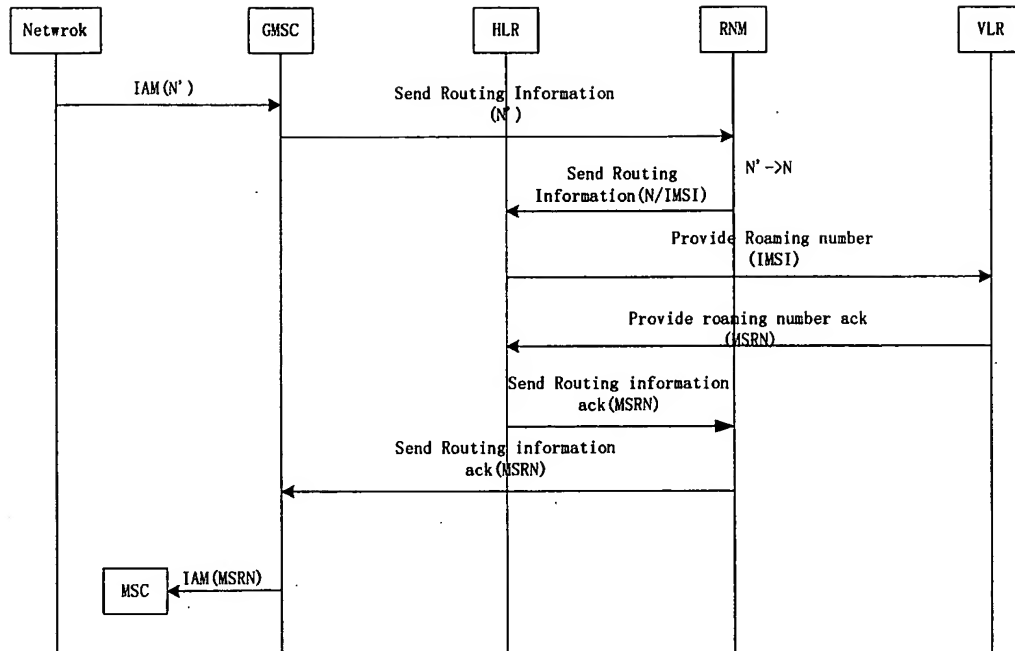 Netwrok
GMSC
HLR
RNM
VLR
IAM(N')
Send Routing Information
(N')
N'->N
Send Routing
Information(N/IMSI)
Provide Roaming number
(IMSI)
Provide roaming number ack
(MSRN)
Send Routing information
ack(MSRN)
Send Routing information
ack(MSRN)
MSC
IAM(MSRN)